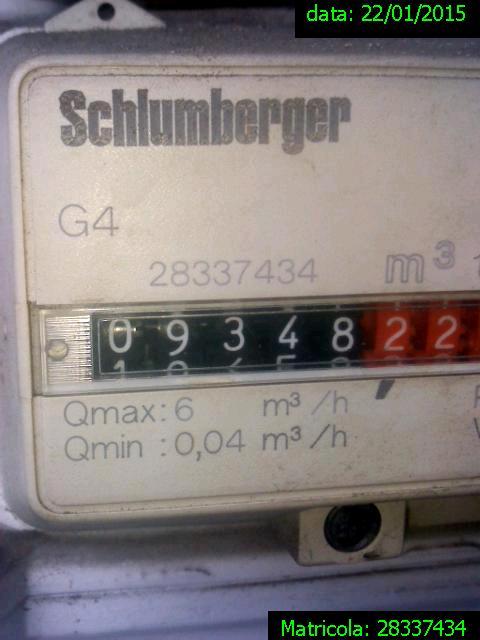 data: 22/01/2015
Schlumberger
G4
28337434 m³
0 9 3 4 8 2 2
Qmax: 6 m³/h
Qmin : 0,04 m³/h
Matricola: 28337434